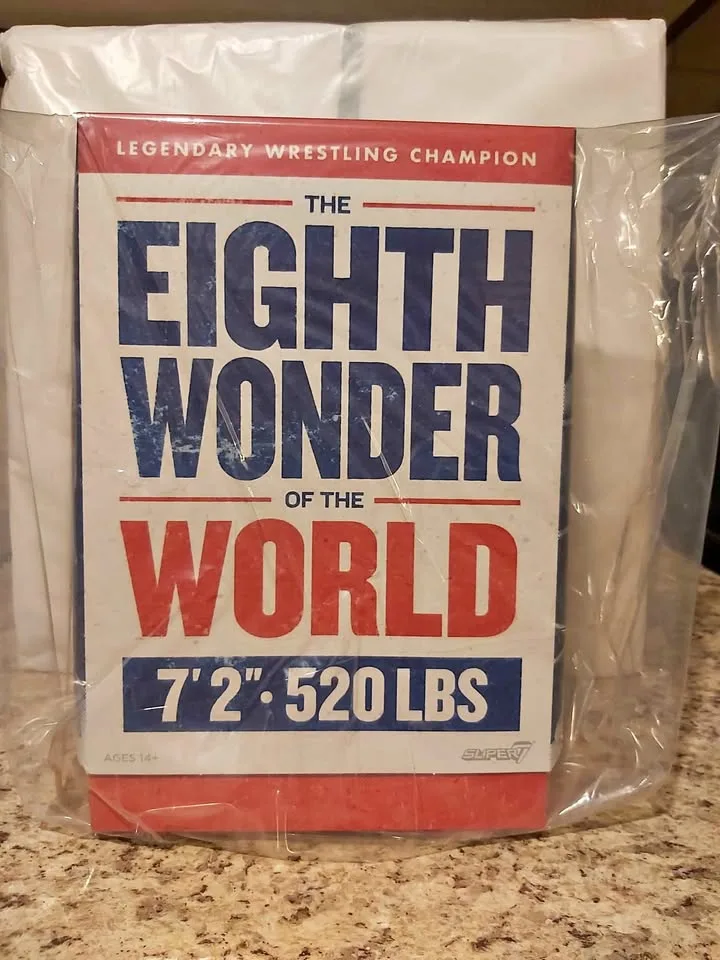 LEGENDARY WRESTLING CHAMPION
THE
EIGHTH
WONDER
OF THE
WORLD
7' 2" · 520 LBS
AGES 14+
SUPER7